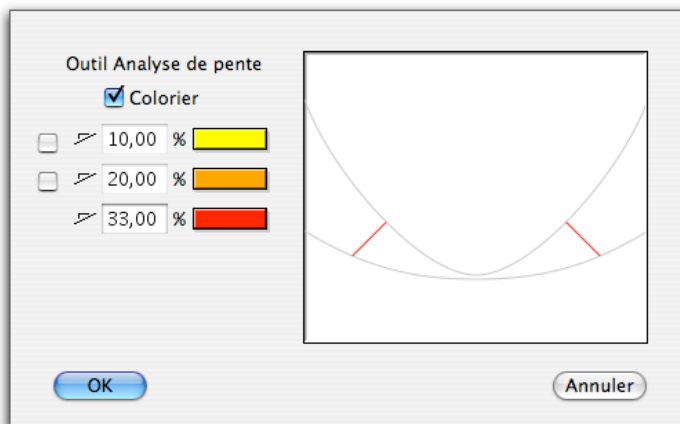 Outil Analyse de pente
Colorier
10,00 %
20,00 %
33,00 %
OK
Annuler